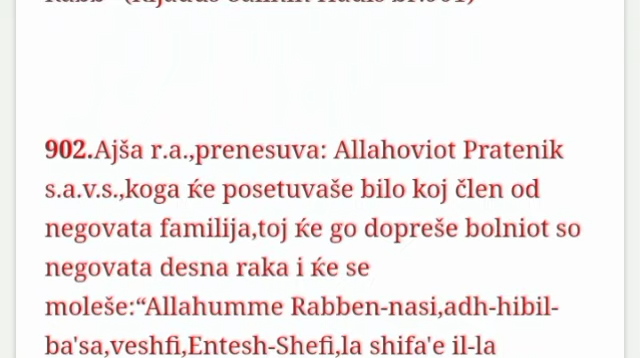 902.Ajša r.a.,prenesuva: Allahoviot Pratenik
s.a.v.s.,koga ḱe posetuvaše bilo koj člen od
negovata familija,toj ḱe go dopreše bolniot so
negovata desna raka i ḱe se
moleše:“Allahumme Rabben-nasi,adh-hibil-
ba'sa,veshfi,Entesh-Shefi,la shifa'e il-la